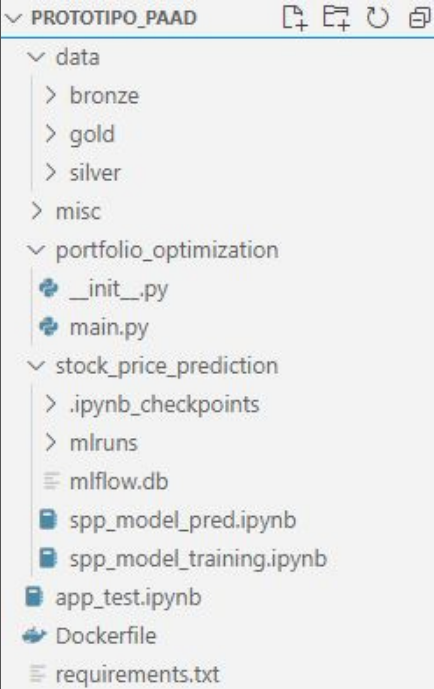 PROTOTIPO_PAAD
data
bronze
gold
silver
misc
portfolio_optimization
__init__.py
main.py
stock_price_prediction
.ipynb_checkpoints
mlruns
mlflow.db
spp_model_pred.ipynb
spp_model_training.ipynb
app_test.ipynb
Dockerfile
requirements.txt